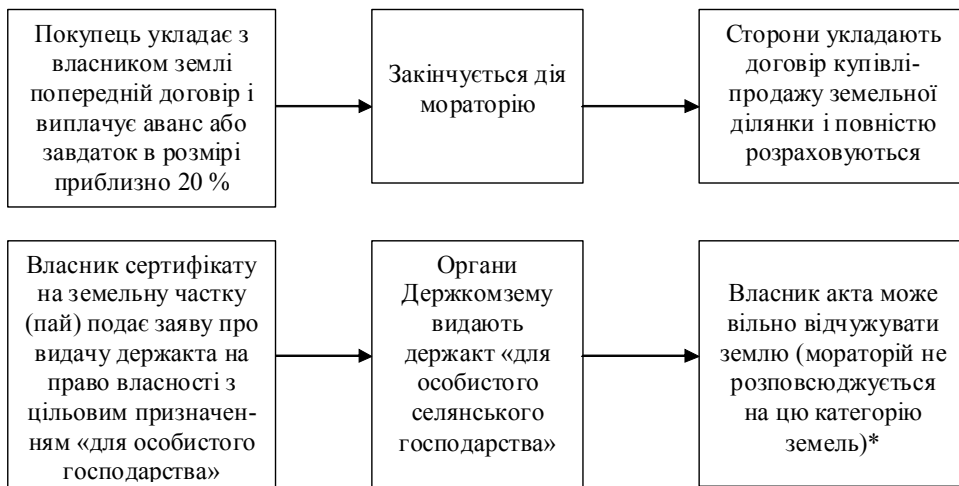 Покупець укладає з
власником землі
попередній договір і
виплачує аванс або
завдаток в розмірі
приблизно 20 %
Закінчується дія
мораторію
Сторони укладають
договір купівлі-
продажу земельної
ділянки і повністю
розраховуються
Власник сертифікату
на земельну частку
(пай) подає заяву про
видачу держакта на
право власності з
цільовим призначен-
ням «для особистого
господарства»
Органи
Держкомзему
видають
держакт «для
особистого
селянського
господарства»
Власник акта може
вільно відчужувати
землю (мораторій не
розповсюджується
на цю категорію
земель)*